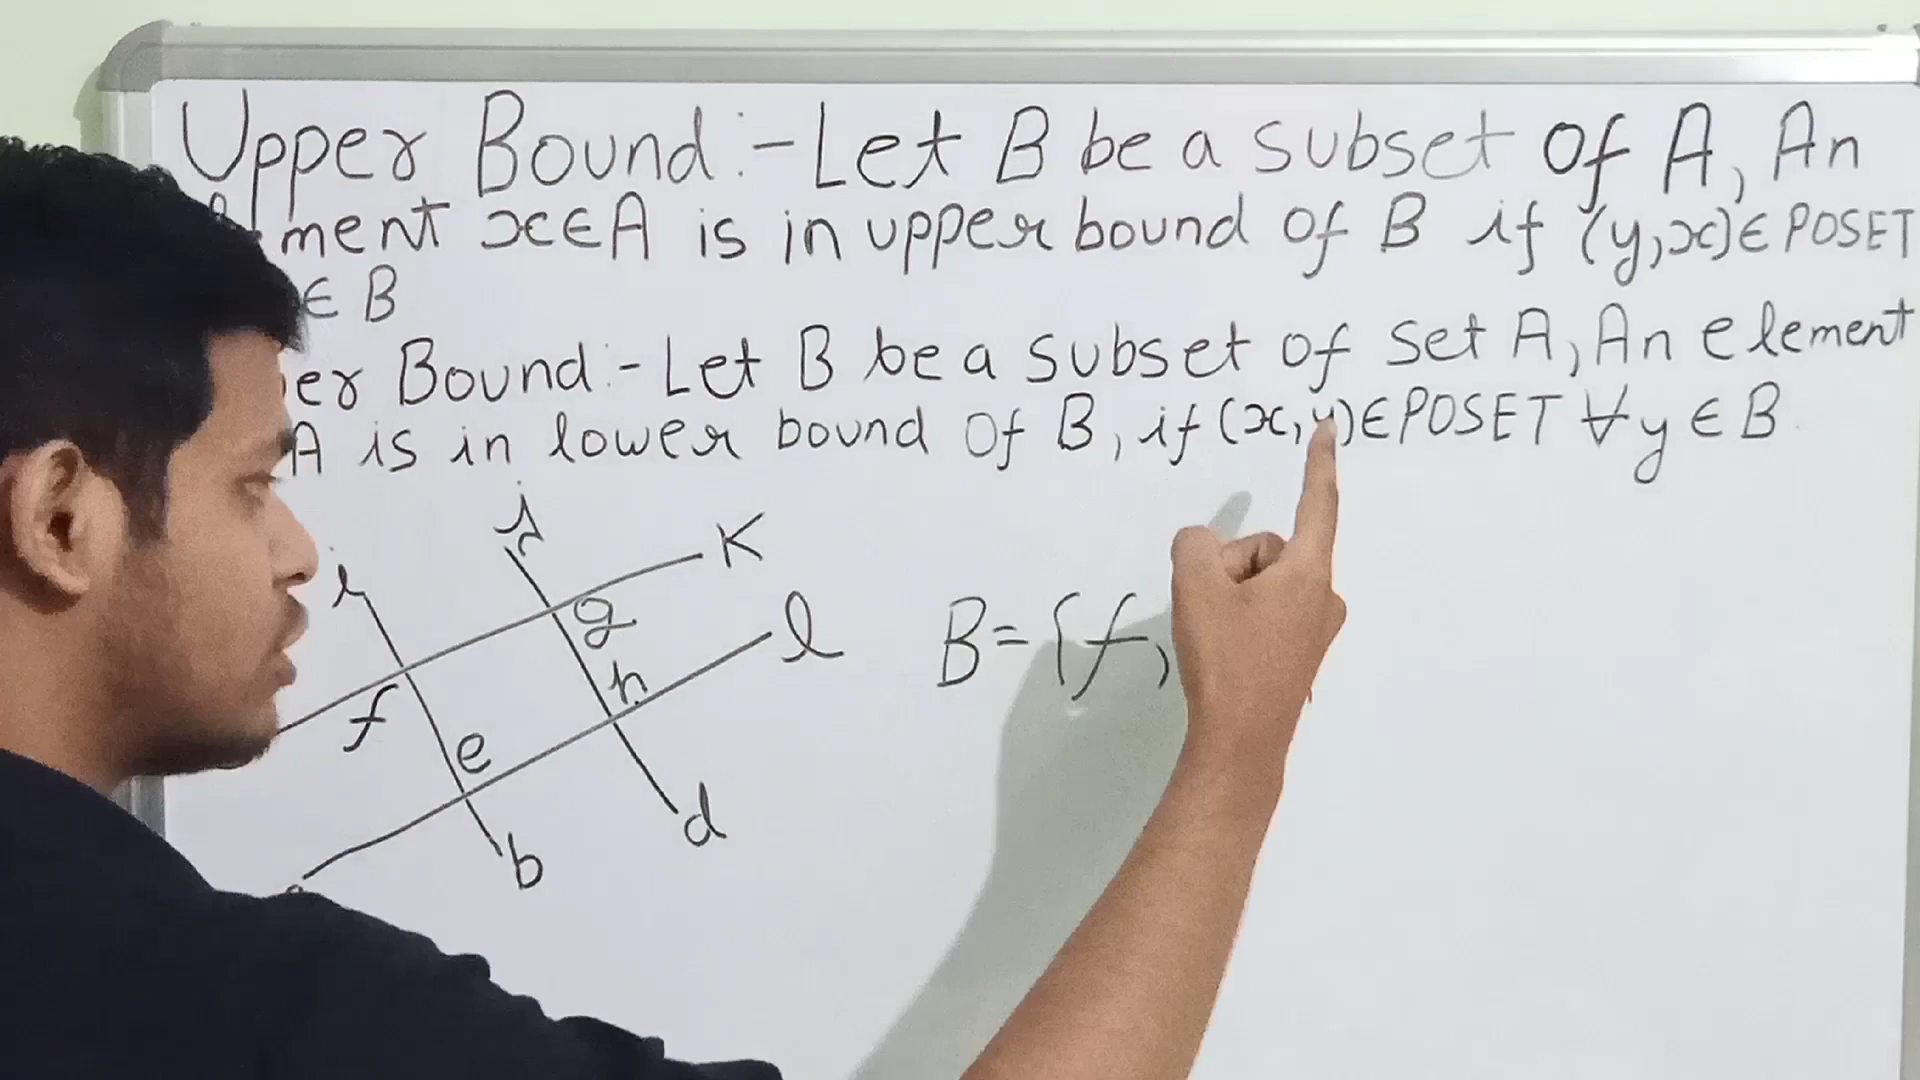 Upper Bound :- Let B be a subset of A, An
ment x∈A is in upper bound of B if (y,x)∈POSET
∈ B
er Bound :- Let B be a subset of set A, An element
A is in lower bound of B, if (x,y)∈POSET ∀y∈B
K
i
g
l
h
B={f,
f
e
d
b